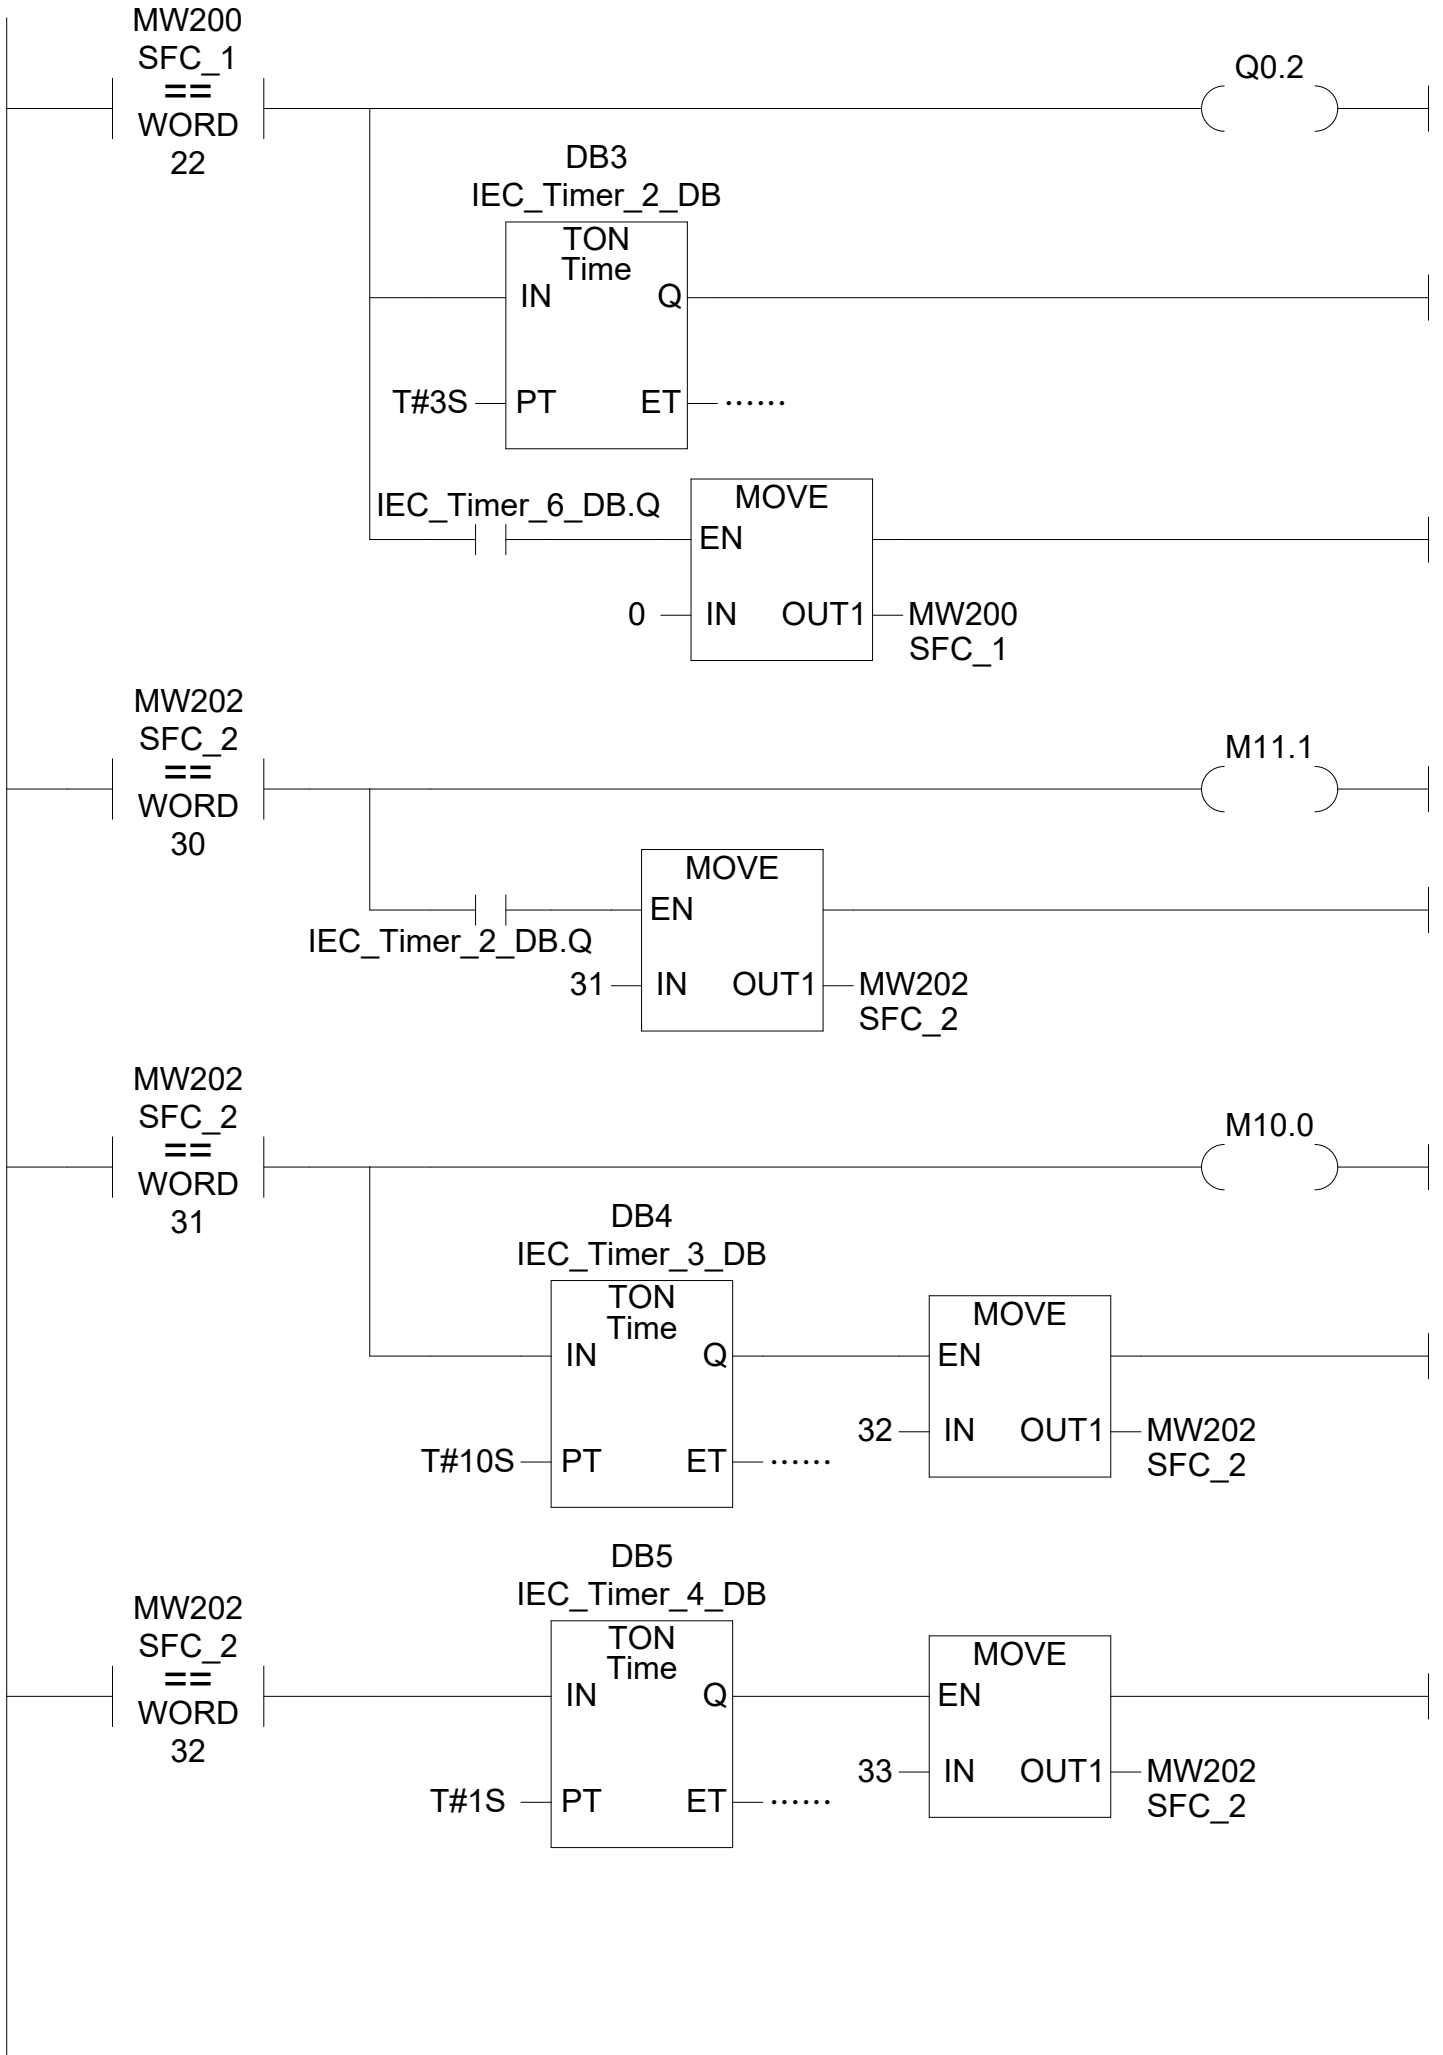 MW200
SFC_1
==
WORD
22
Q0.2
DB3
IEC_Timer_2_DB
TON
Time
IN Q
T#3S PT ET ······
IEC_Timer_6_DB.Q
MOVE
EN
0 IN OUT1 MW200
SFC_1
MW202
SFC_2
==
WORD
30
M11.1
MOVE
EN
IEC_Timer_2_DB.Q
31 IN OUT1 MW202
SFC_2
MW202
SFC_2
==
WORD
31
M10.0
DB4
IEC_Timer_3_DB
TON
Time
IN Q
T#10S PT ET ······
MOVE
EN
32 IN OUT1 MW202
SFC_2
MW202
SFC_2
==
WORD
32
DB5
IEC_Timer_4_DB
TON
Time
IN Q
T#1S PT ET ······
MOVE
EN
33 IN OUT1 MW202
SFC_2